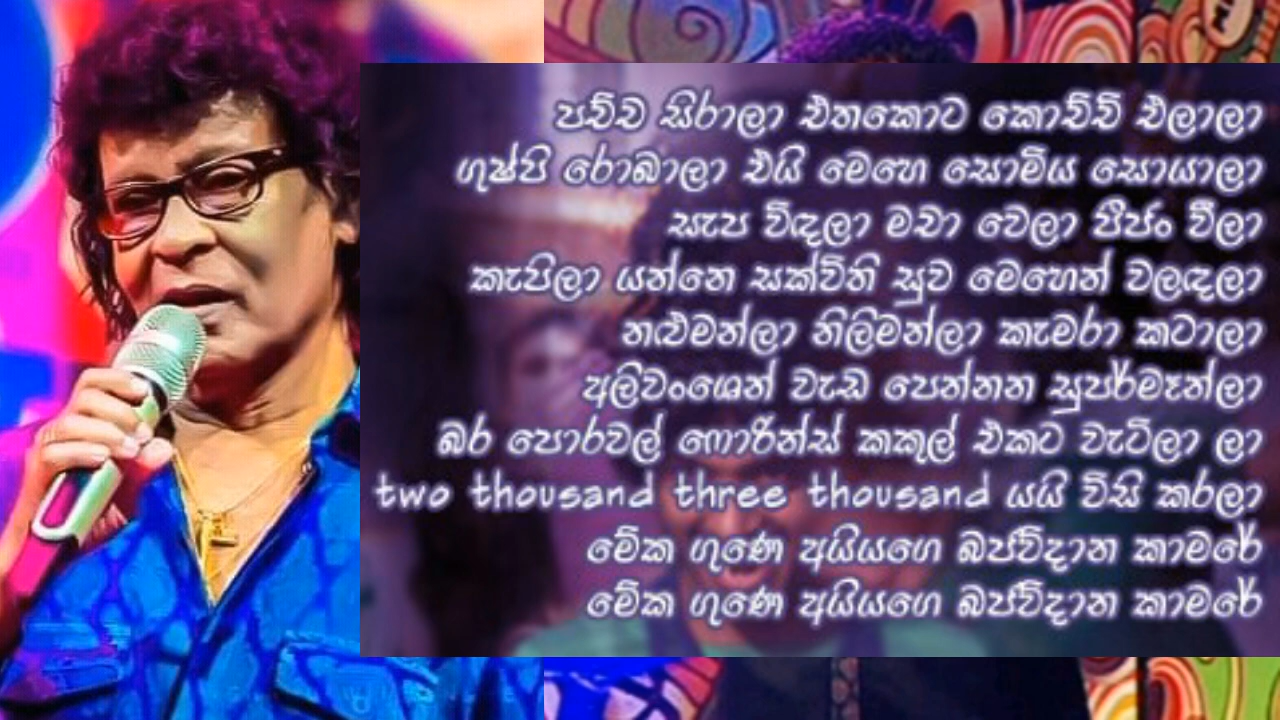 පච්ච සිරාලා එතකොට කොච්චි එලාලා
ගුෂ්පි රොබාලා එයි මෙහෙ සොමිය සොයාලා
සැප විඳලා මචා වෙලා පීජං වීලා
කැපිලා යන්නෙ සක්විති සුව මෙහෙන් වලඳලා
නළුමන්ලා නිලිමන්ලා කැමරා කටාලා
අලිවංශෙන් වැඩ පෙන්නන සුපර්මෑන්ලා
බර පොරවල් ෆොරින්ස් කකුල් එකට වැටිලා ලා
two thousand three thousand යයි විසි කරලා
මේක ගුණෙ අයියගෙ බජව්දාන කාමරේ
මේක ගුණෙ අයියගෙ බජව්දාන කාමරේ